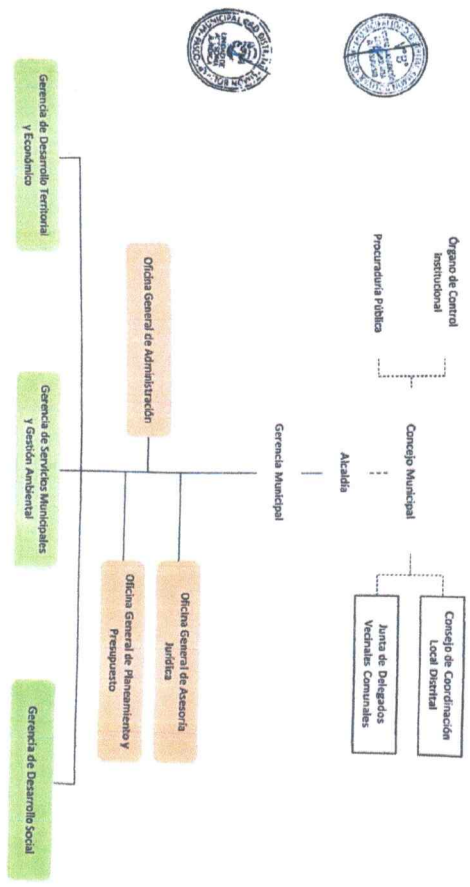 Órgano de Control
Institucional
Procuraduría Pública
Concejo Municipal
Consejo de Coordinación
Local Distrital
Junta de Delegados
Vecinales Comunales
Alcaldía
Gerencia Municipal
Oficina General de Administración
Oficina General de Asesoría
Jurídica
Oficina General de Planeamiento y
Presupuesto
Gerencia de Desarrollo Territorial
y Económico
Gerencia de Servicios Municipales
y Gestión Ambiental
Gerencia de Desarrollo Social